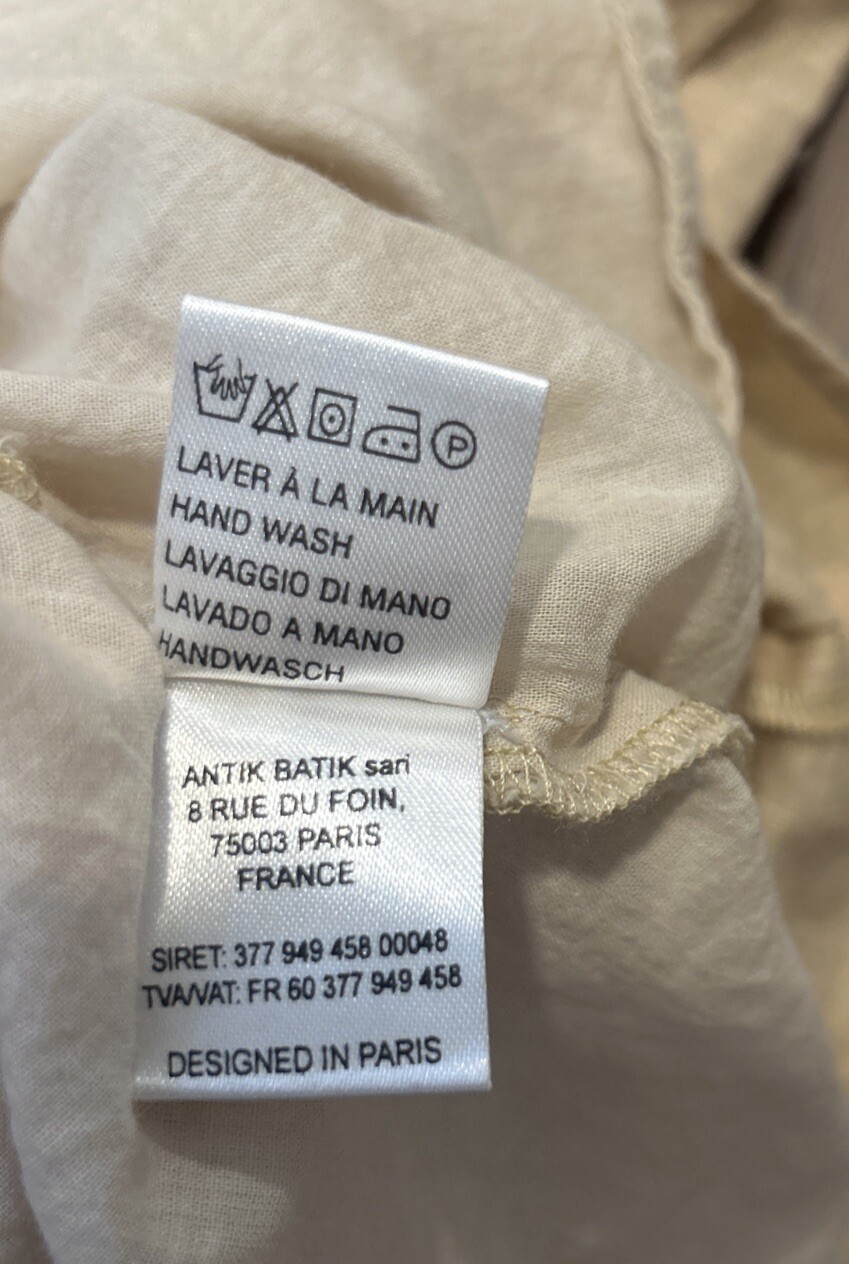 P
LAVER À LA MAIN
HAND WASH
LAVAGGIO DI MANO
LAVADO A MANO
HANDWASCH
ANTIK BATIK sarl
8 RUE DU FOIN,
75003 PARIS
FRANCE
SIRET: 377 949 458 00048
TVA/VAT: FR 60 377 949 458
DESIGNED IN PARIS